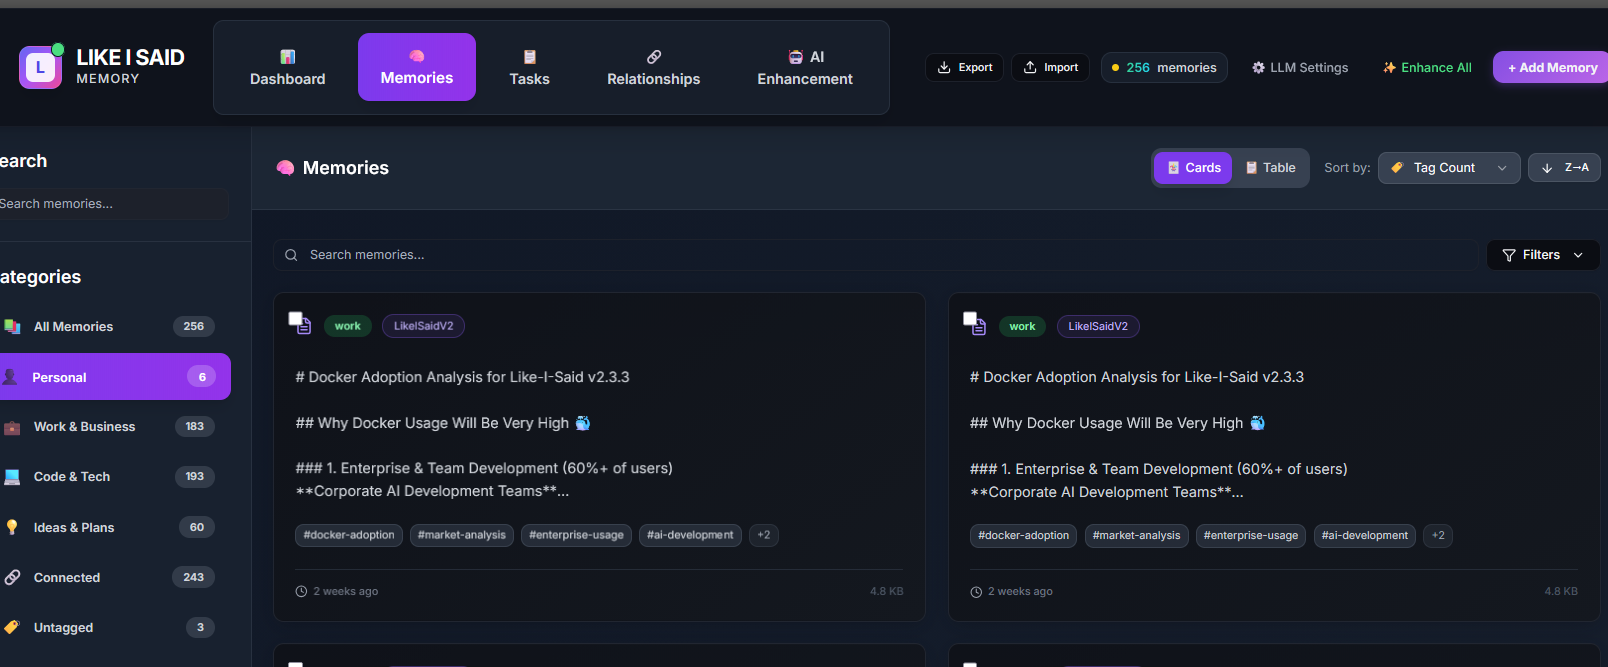 L
LIKE I SAID
MEMORY
Dashboard
Memories
Tasks
Relationships
AI
Enhancement
Export
Import
256 memories
LLM Settings
Enhance All
+ Add Memory
earch
Search memories...
ategories
All Memories 256
Personal 6
Work & Business 183
Code & Tech 193
Ideas & Plans 60
Connected 243
Untagged 3
Memories
Cards
Table
Sort by:
Tag Count
Z→A
Search memories...
Filters
work LikeISaidV2
# Docker Adoption Analysis for Like-I-Said v2.3.3
## Why Docker Usage Will Be Very High 🐳
### 1. Enterprise & Team Development (60%+ of users)
**Corporate AI Development Teams**...
#docker-adoption #market-analysis #enterprise-usage #ai-development +2
2 weeks ago 4.8 KB
work LikeISaidV2
# Docker Adoption Analysis for Like-I-Said v2.3.3
## Why Docker Usage Will Be Very High 🐳
### 1. Enterprise & Team Development (60%+ of users)
**Corporate AI Development Teams**...
#docker-adoption #market-analysis #enterprise-usage #ai-development +2
2 weeks ago 4.8 KB